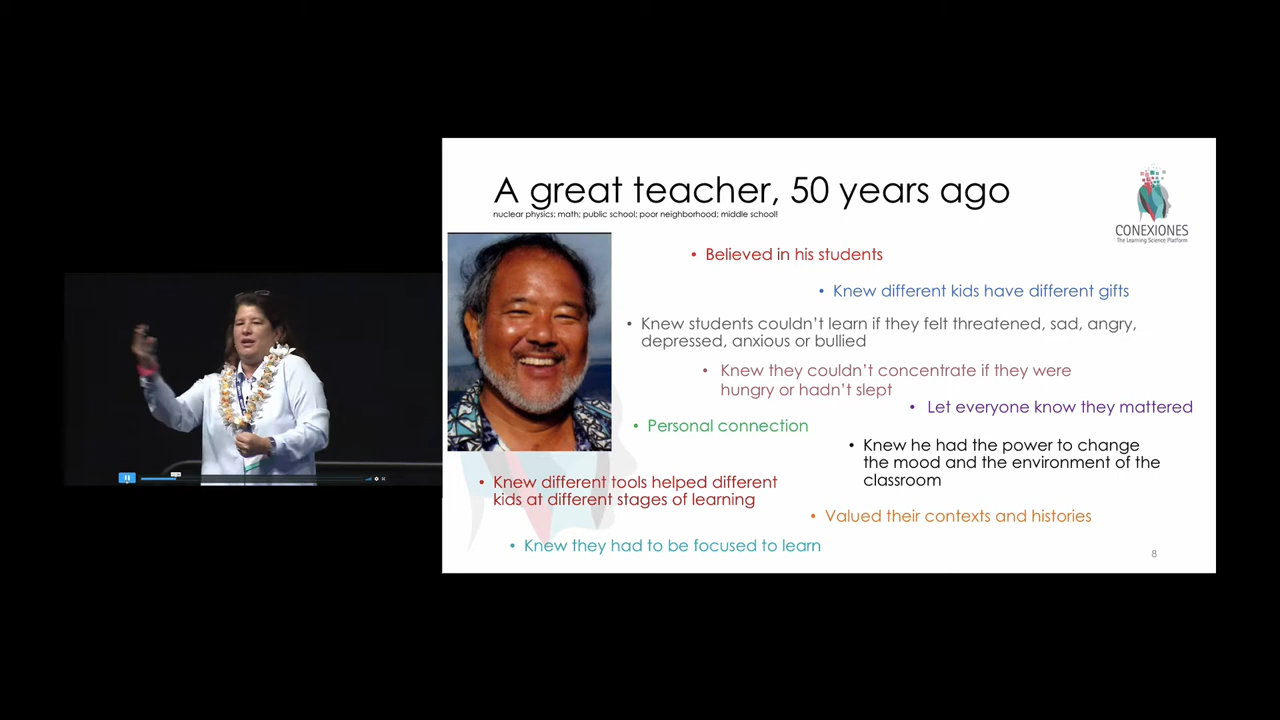 A great teacher, 50 years ago
nuclear physics; math; public school; poor neighborhood; middle school!
CONEXIONES
The Learning Science Platform
• Believed in his students
• Knew different kids have different gifts
• Knew students couldn't learn if they felt threatened, sad, angry,
depressed, anxious or bullied
• Knew they couldn't concentrate if they were
hungry or hadn't slept
• Let everyone know they mattered
• Personal connection
• Knew he had the power to change
the mood and the environment of the
classroom
• Knew different tools helped different
kids at different stages of learning
• Valued their contexts and histories
• Knew they had to be focused to learn
8